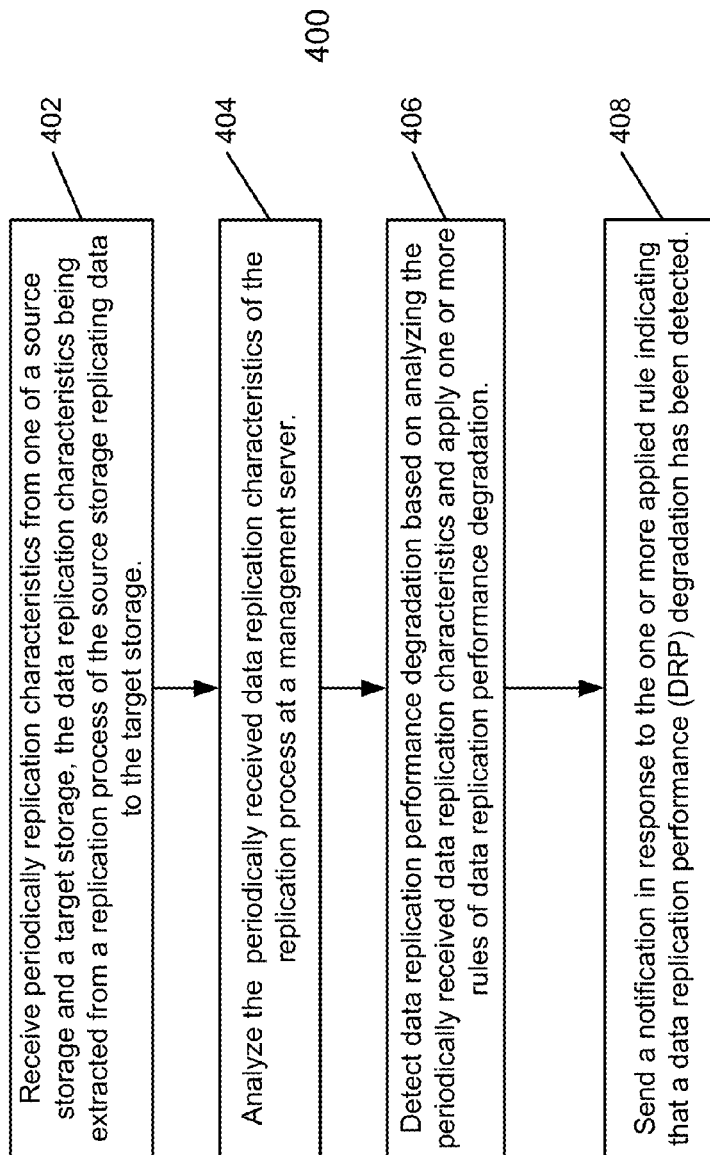 400
402
Receive periodically replication characteristics from one of a source
storage and a target storage, the data replication characteristics being
extracted from a replication process of the source storage replicating data
to the target storage.
404
Analyze the periodically received data replication characteristics of the
replication process at a management server.
406
Detect data replication performance degradation based on analyzing the
periodically received data replication characteristics and apply one or more
rules of data replication performance degradation.
408
Send a notification in response to the one or more applied rule indicating
that a data replication performance (DRP) degradation has been detected.